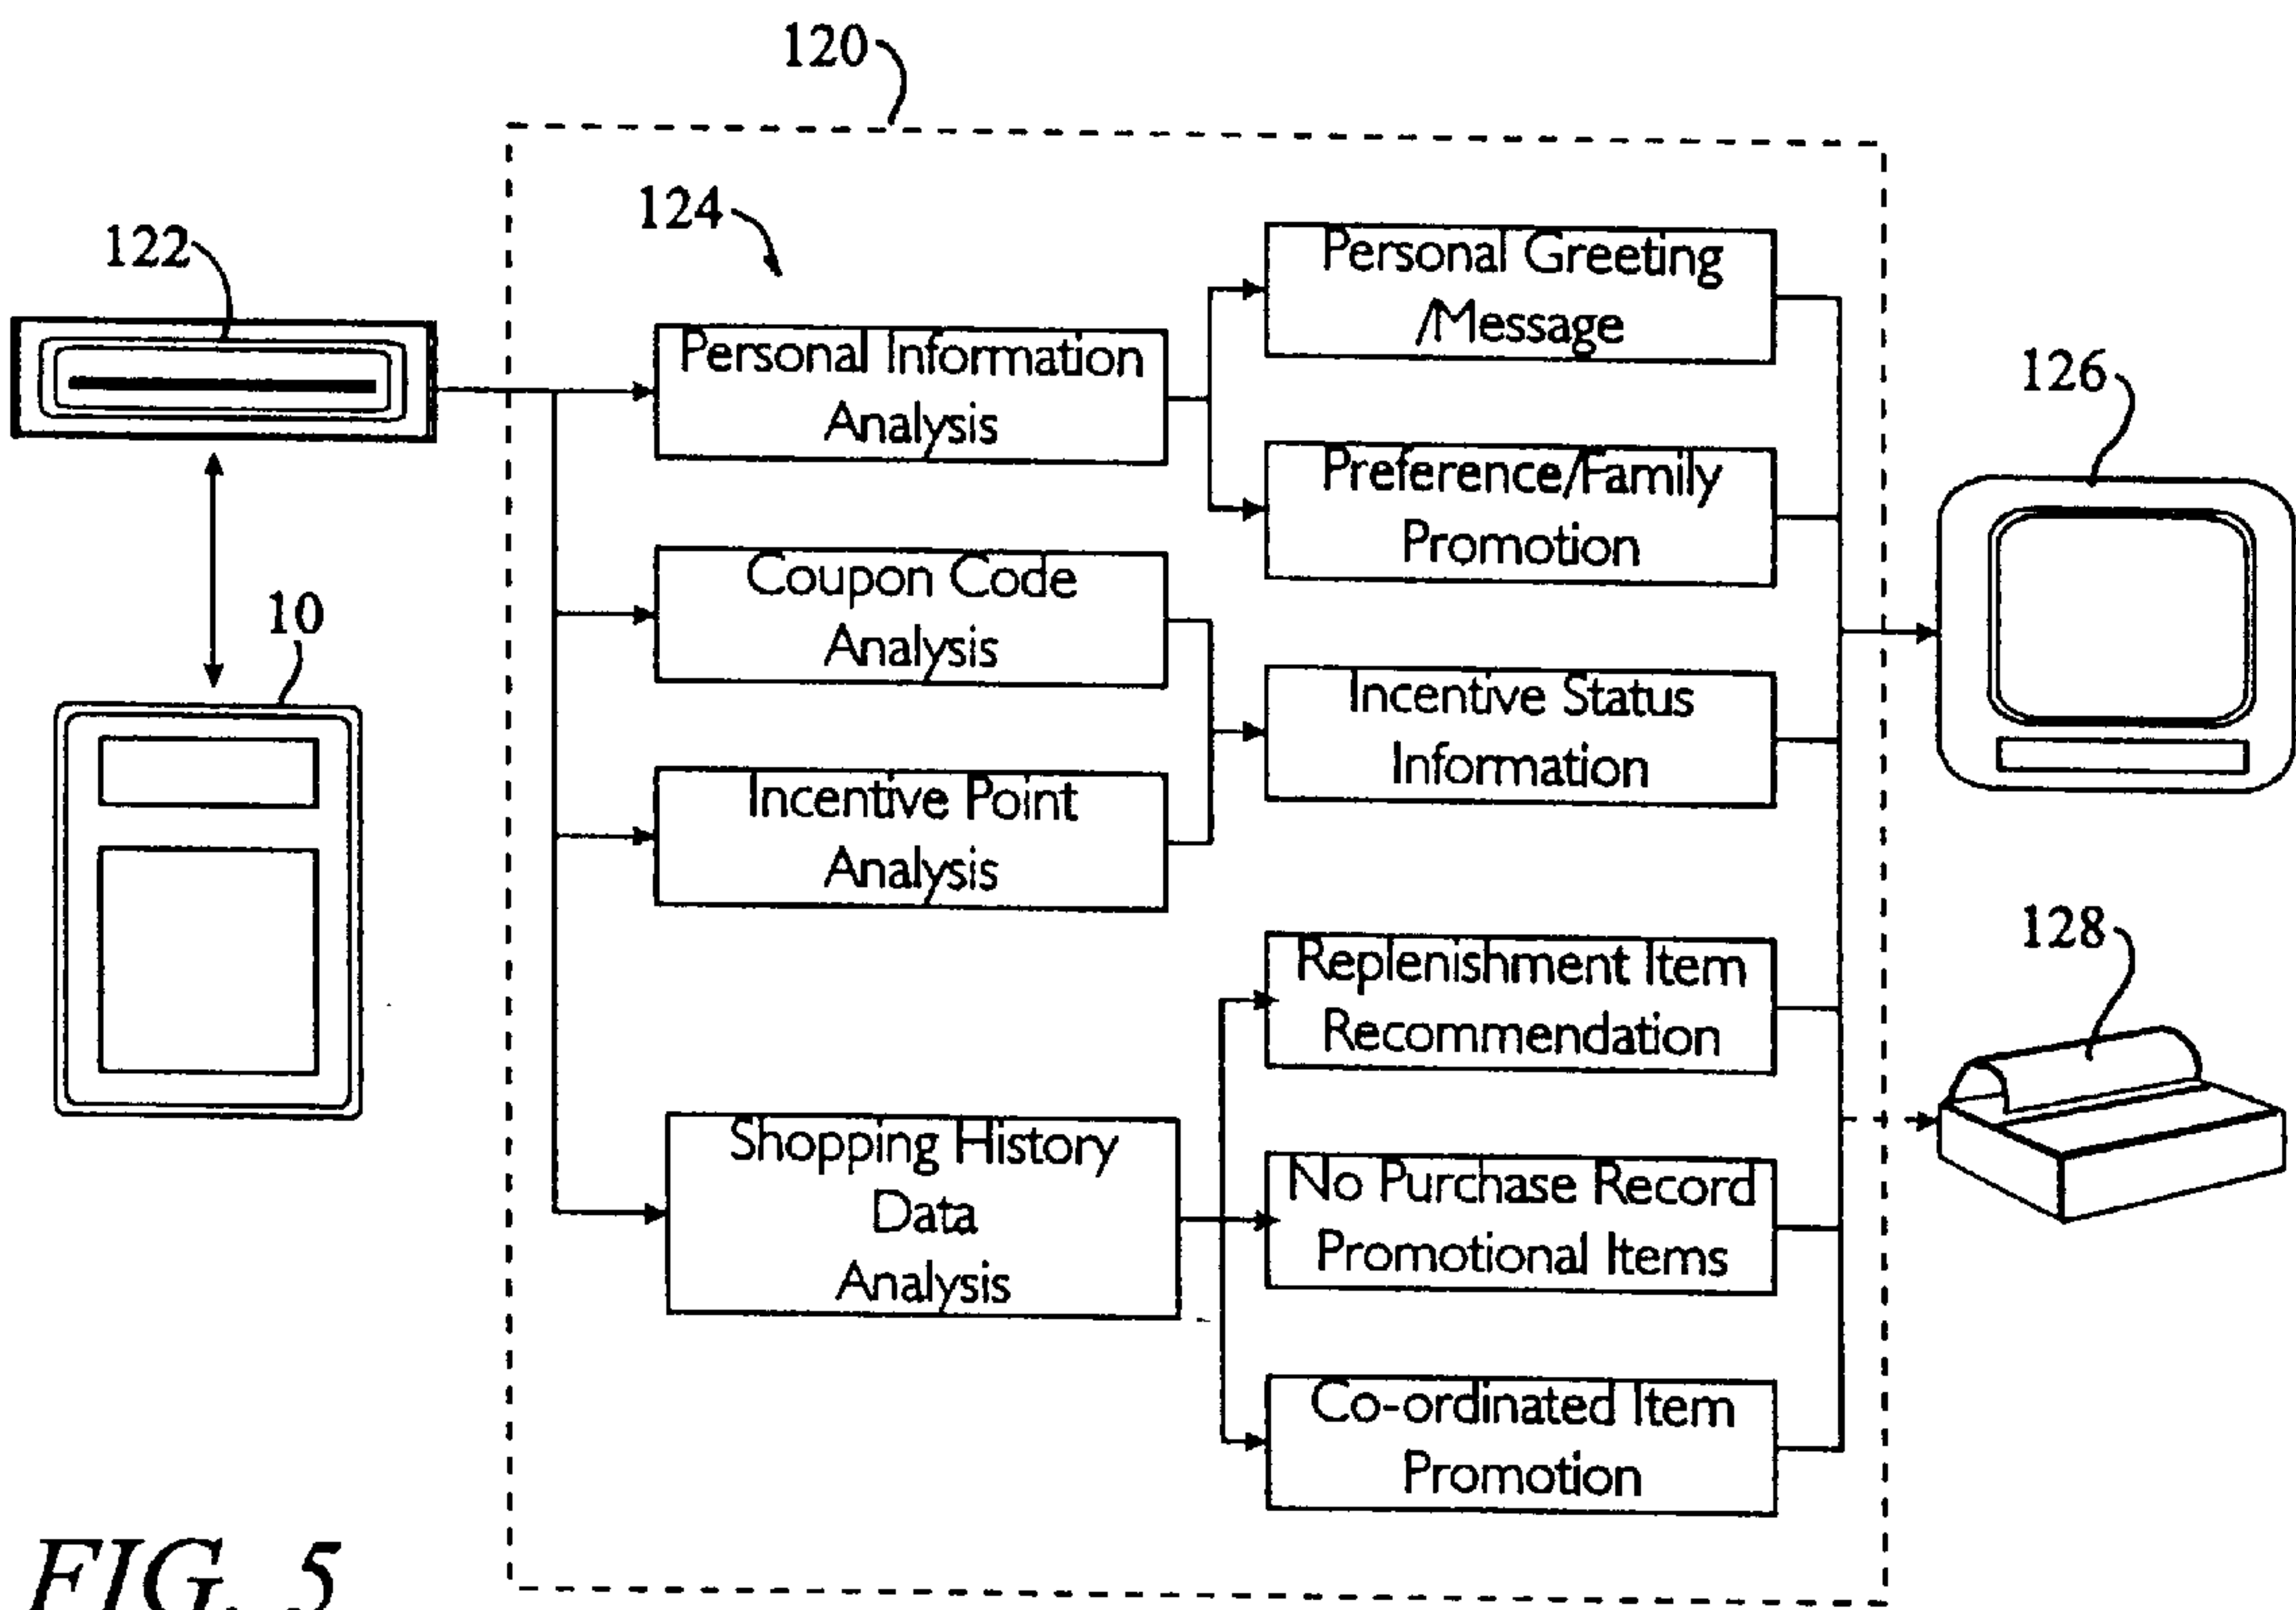 120
124
122
Personal Greeting
/Message
Personal Information
Analysis
126
Preference/Family
Promotion
Coupon Code
Analysis
10
Incentive Status
Information
Incentive Point
Analysis
128
Replenishment Item
Recommendation
Shopping History
Data
Analysis
No Purchase Record
Promotional Items
Co-ordinated Item
Promotion
FIG. 5